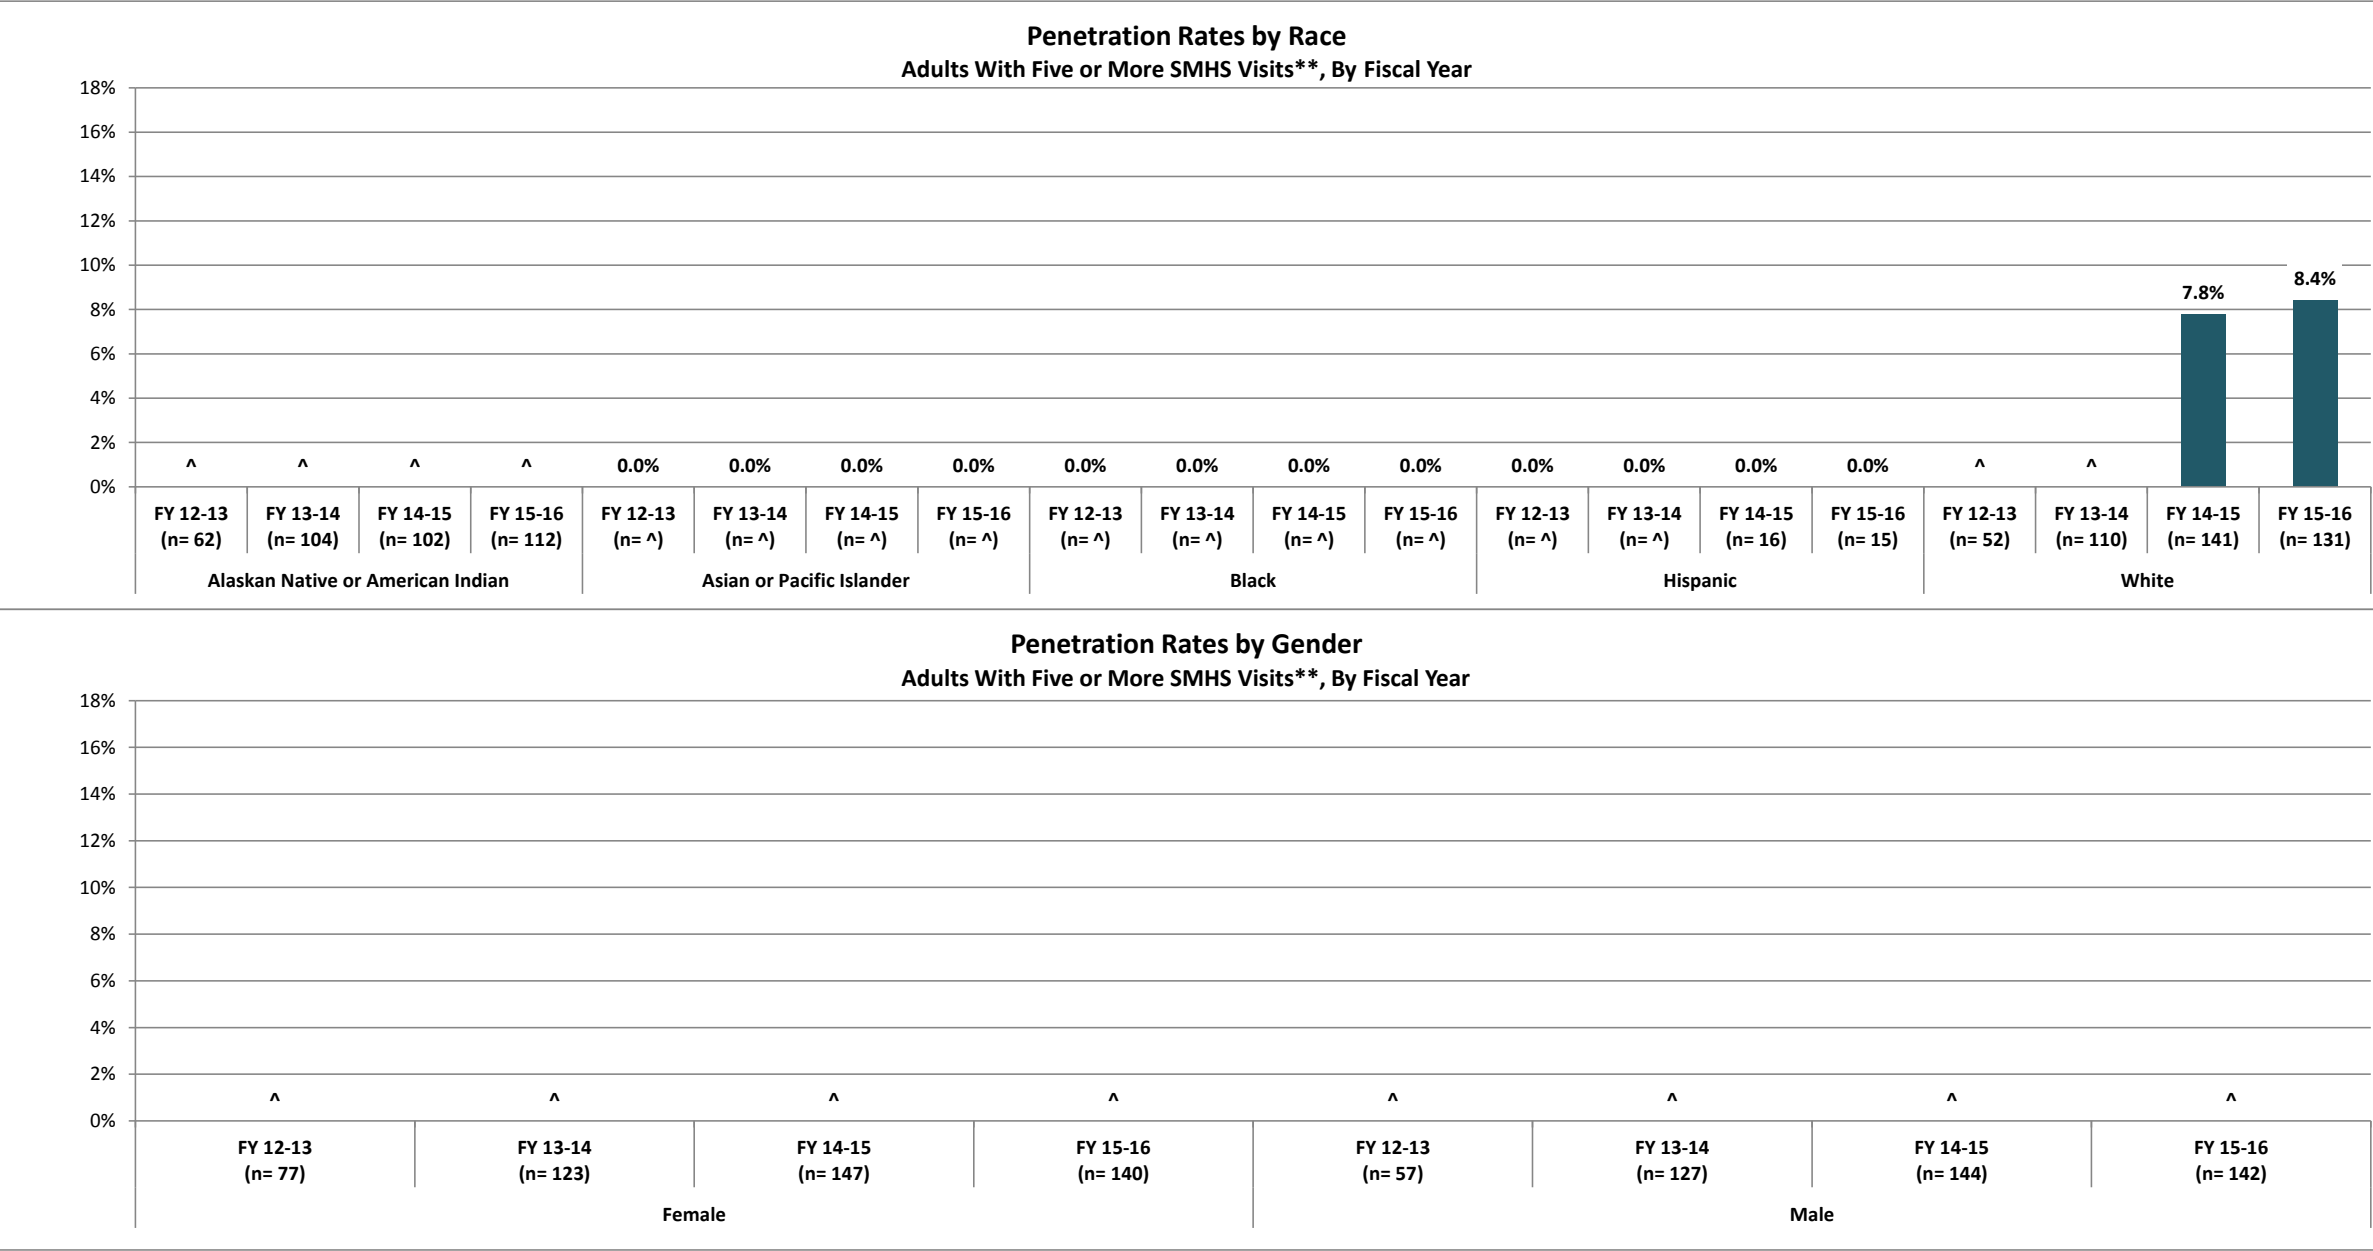 Penetration Rates by Race
Adults With Five or More SMHS Visits**, By Fiscal Year
18%
16%
14%
12%
10%
8%
6%
4%
2%
0%
^ ^ ^ ^ 0.0% 0.0% 0.0% 0.0% 0.0% 0.0% 0.0% 0.0% 0.0% 0.0% 0.0% 0.0% ^ ^ 7.8% 8.4%
FY 12-13 FY 13-14 FY 14-15 FY 15-16 FY 12-13 FY 13-14 FY 14-15 FY 15-16 FY 12-13 FY 13-14 FY 14-15 FY 15-16 FY 12-13 FY 13-14 FY 14-15 FY 15-16 FY 12-13 FY 13-14 FY 14-15 FY 15-16
(n= 62) (n= 104) (n= 102) (n= 112) (n= ^) (n= ^) (n= ^) (n= ^) (n= ^) (n= ^) (n= ^) (n= ^) (n= ^) (n= ^) (n= 16) (n= 15) (n= 52) (n= 110) (n= 141) (n= 131)
Alaskan Native or American Indian Asian or Pacific Islander Black Hispanic White
Penetration Rates by Gender
Adults With Five or More SMHS Visits**, By Fiscal Year
18%
16%
14%
12%
10%
8%
6%
4%
2%
0%
^ ^ ^ ^ ^ ^ ^ ^
FY 12-13 FY 13-14 FY 14-15 FY 15-16 FY 12-13 FY 13-14 FY 14-15 FY 15-16
(n= 77) (n= 123) (n= 147) (n= 140) (n= 57) (n= 127) (n= 144) (n= 142)
Female Male